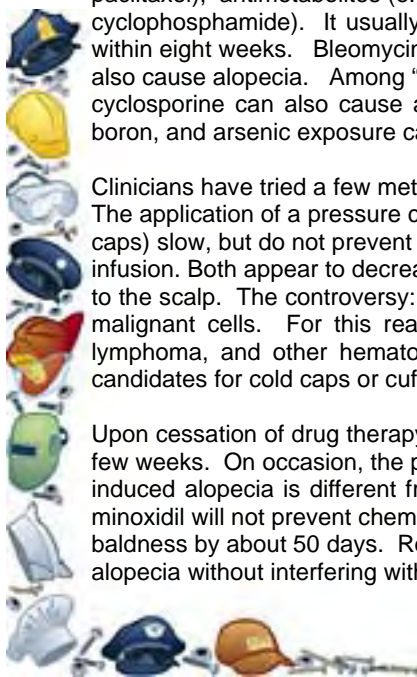 cyclophosphamide). It usually
within eight weeks. Bleomycin
also cause alopecia. Among “
cyclosporine can also cause a
boron, and arsenic exposure ca
Clinicians have tried a few met
The application of a pressure c
caps) slow, but do not prevent
infusion. Both appear to decrea
to the scalp. The controversy:
malignant cells. For this rea
lymphoma, and other hemato
candidates for cold caps or cuf
Upon cessation of drug therapy
few weeks. On occasion, the p
induced alopecia is different fr
minoxidil will not prevent chem
baldness by about 50 days. Re
alopecia without interfering with